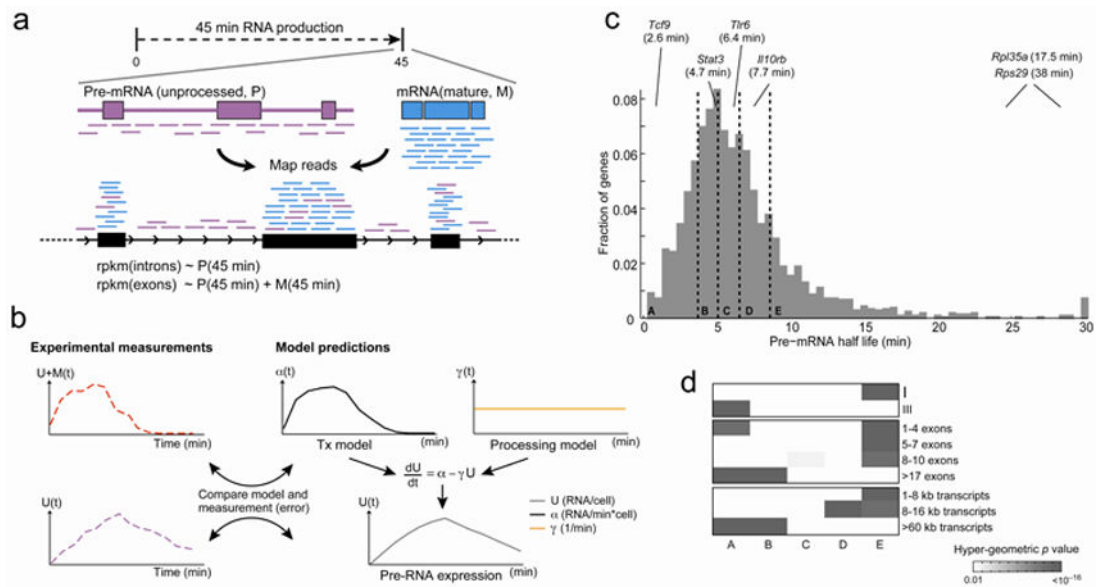 a
45 min RNA production
0
45
Pre-mRNA (unprocessed, P)
mRNA(mature, M)
Map reads
rpkm(introns) ~ P(45 min)
rpkm(exons) ~ P(45 min) + M(45 min)
b
Experimental measurements
Model predictions
U+M(t)
Time (min)
α(t)
(min)
Tx model
γ(t)
(min)
Processing model
dU/dt = α − γ U
Compare model and
measurement (error)
U(t)
Time (min)
U(t)
(min)
Pre-RNA expression
U (RNA/cell)
α (RNA/min*cell)
γ (1/min)
c
Tcf9
(2.6 min)
Stat3
(4.7 min)
Tlr6
(6.4 min)
Il10rb
(7.7 min)
Rpl35a (17.5 min)
Rps29 (38 min)
Fraction of genes
0.08
0.06
0.04
0.02
0
A B C D E
0 5 10 15 20 25 30
Pre−mRNA half life (min)
d
I
III
1-4 exons
5-7 exons
8-10 exons
>17 exons
1-8 kb transcripts
8-16 kb transcripts
>60 kb transcripts
A B C D E
Hyper-geometric p value
0.01 <10⁻¹⁶